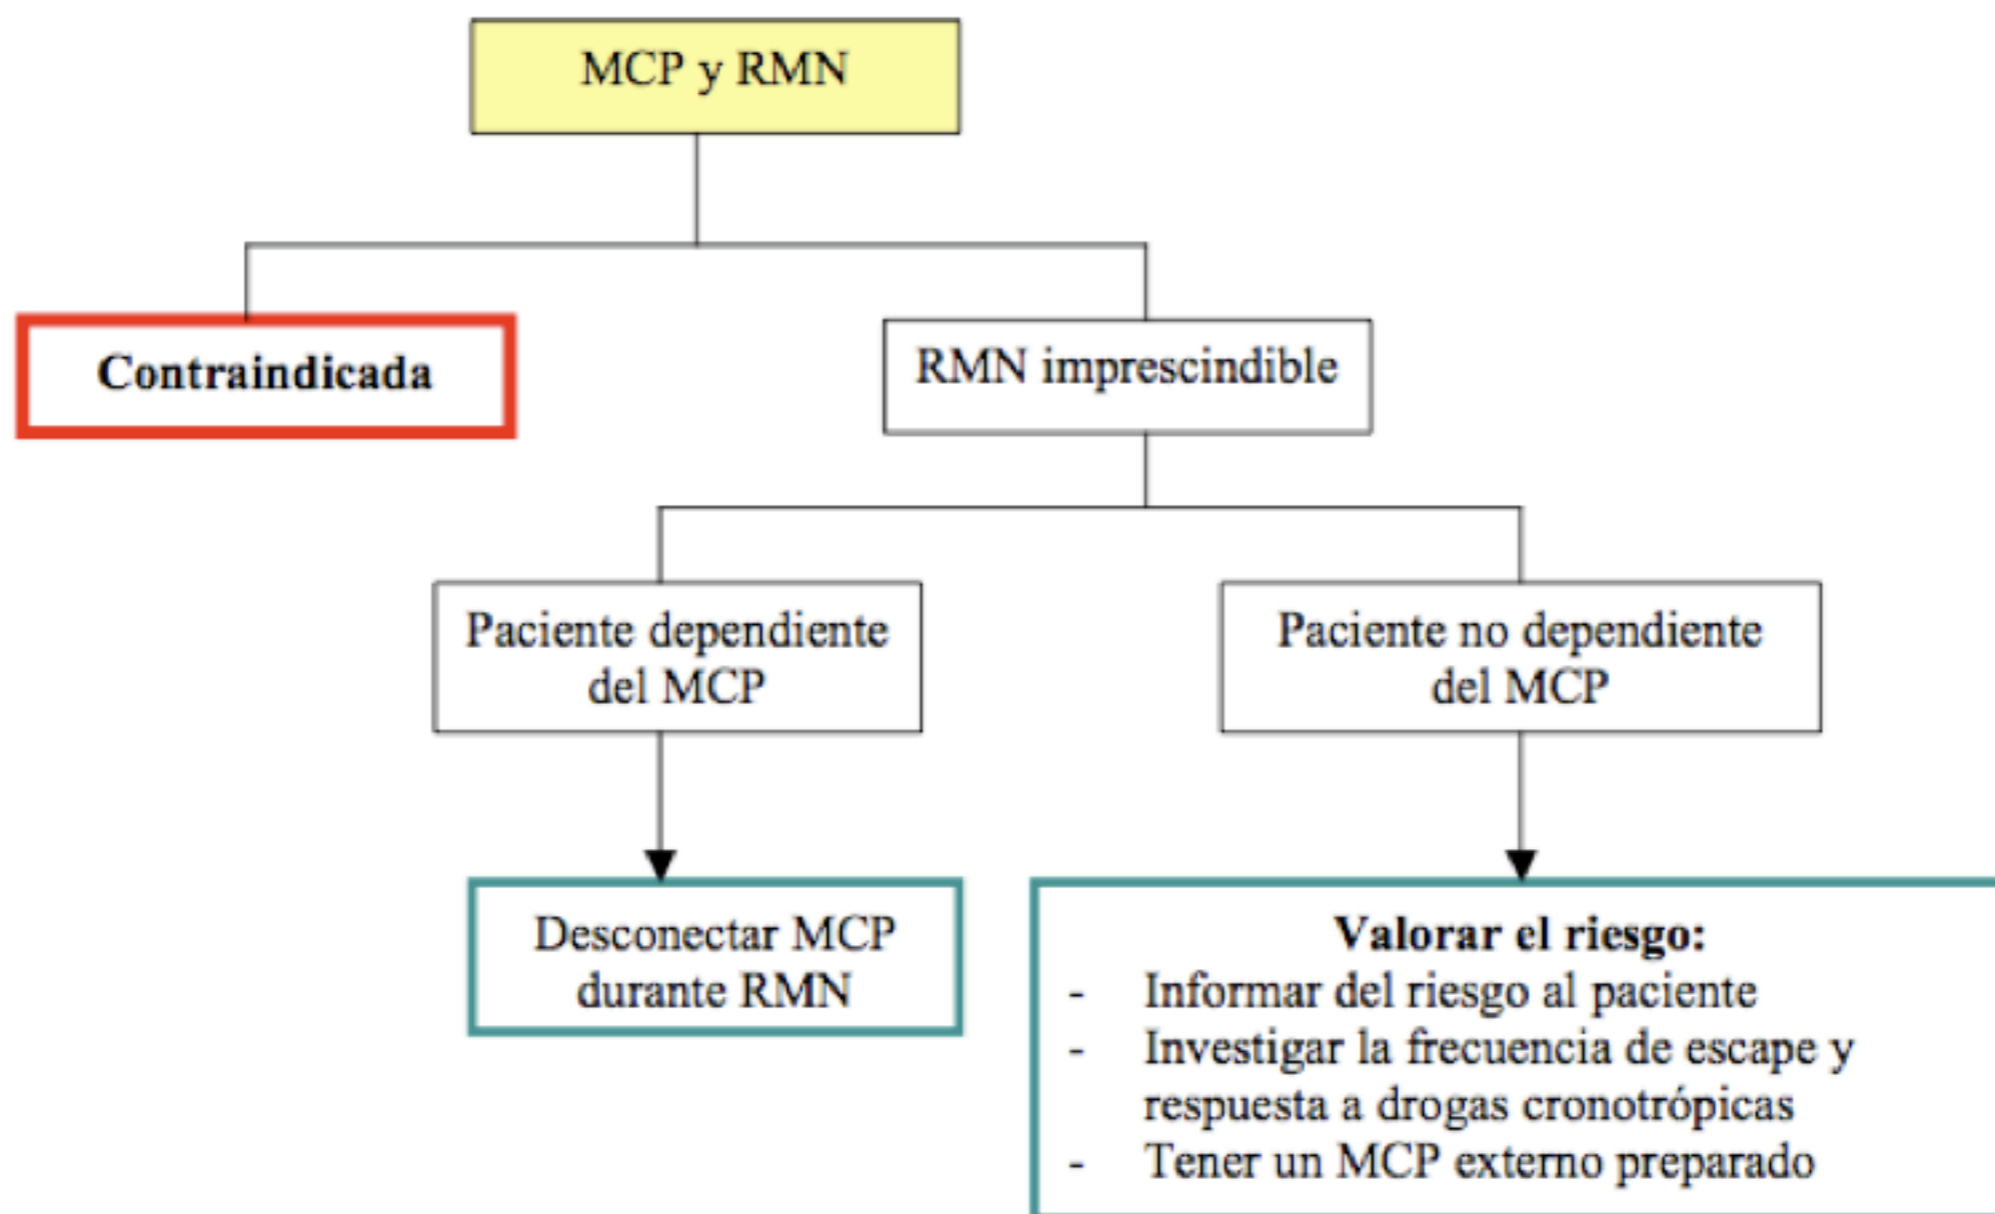 MCP y RMN
Contraindicada
RMN imprescindible
Paciente dependiente
del MCP
Paciente no dependiente
del MCP
Desconectar MCP
durante RMN
Valorar el riesgo:
- Informar del riesgo al paciente
- Investigar la frecuencia de escape y
respuesta a drogas cronotrópicas
- Tener un MCP externo preparado